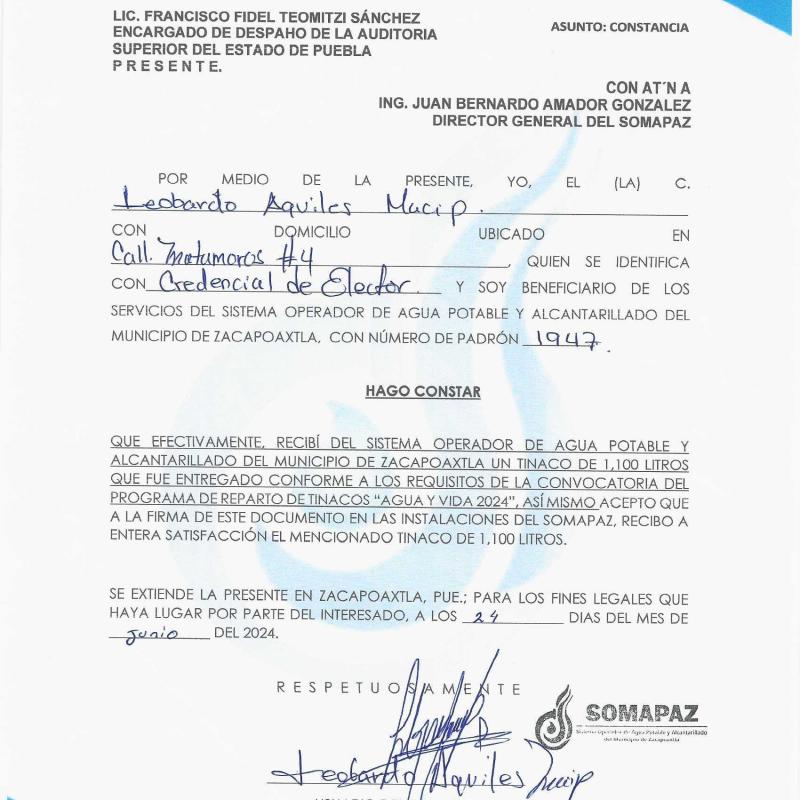 LIC. FRANCISCO FIDEL TEOMITZI SÁNCHEZ
ENCARGADO DE DESPAHO DE LA AUDITORIA
SUPERIOR DEL ESTADO DE PUEBLA
P R E S E N T E.
ASUNTO: CONSTANCIA
CON AT´N A
ING. JUAN BERNARDO AMADOR GONZALEZ
DIRECTOR GENERAL DEL SOMAPAZ
POR MEDIO DE LA PRESENTE, YO, EL (LA) C.
Leobardo Aquiles Macip.
CON DOMICILIO UBICADO EN
Call. Matamoros #4, QUIEN SE IDENTIFICA
CON Credencial de Elector. Y SOY BENEFICIARIO DE LOS
SERVICIOS DEL SISTEMA OPERADOR DE AGUA POTABLE Y ALCANTARILLADO DEL
MUNICIPIO DE ZACAPOAXTLA, CON NÚMERO DE PADRÓN 1947.
HAGO CONSTAR
QUE EFECTIVAMENTE, RECIBÍ DEL SISTEMA OPERADOR DE AGUA POTABLE Y
ALCANTARILLADO DEL MUNICIPIO DE ZACAPOAXTLA UN TINACO DE 1,100 LITROS
QUE FUE ENTREGADO CONFORME A LOS REQUISITOS DE LA CONVOCATORIA DEL
PROGRAMA DE REPARTO DE TINACOS "AGUA Y VIDA 2024", ASÍ MISMO ACEPTO QUE
A LA FIRMA DE ESTE DOCUMENTO EN LAS INSTALACIONES DEL SOMAPAZ, RECIBO A
ENTERA SATISFACCIÓN EL MENCIONADO TINACO DE 1,100 LITROS.
SE EXTIENDE LA PRESENTE EN ZACAPOAXTLA, PUE.; PARA LOS FINES LEGALES QUE
HAYA LUGAR POR PARTE DEL INTERESADO, A LOS 24 DIAS DEL MES DE
junio DEL 2024.
R E S P E T U O S A M E N T E
SOMAPAZ
Sistema Operador de Agua Potable y Alcantarillado
del Municipio de Zacapoaxtla
Leobardo Aquiles Macip